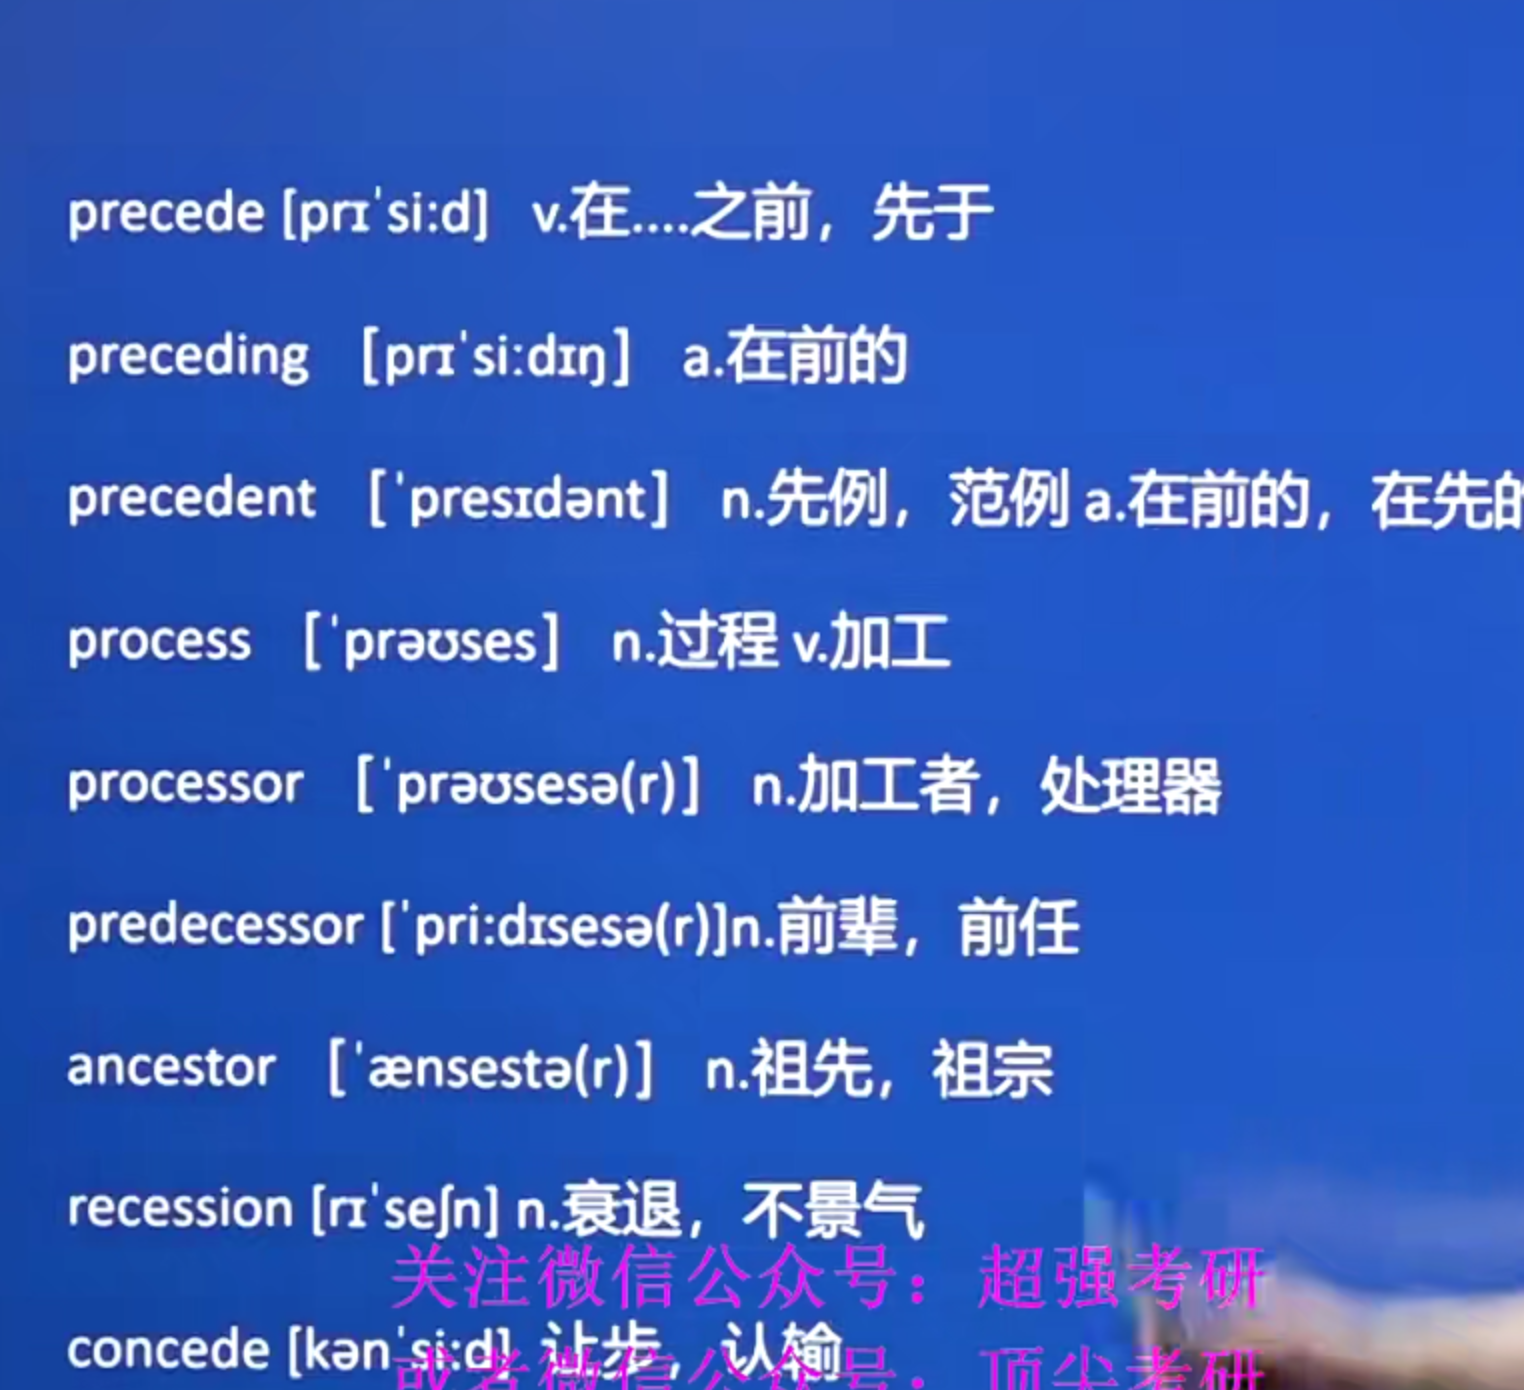 precede [prɪˈsi:d] v.在....之前，先于
preceding [prɪˈsi:dɪŋ] a.在前的
precedent [ˈpresɪdənt] n.先例，范例 a.在前的，在先的
process [ˈprəʊses] n.过程 v.加工
processor [ˈprəʊsesə(r)] n.加工者，处理器
predecessor [ˈpri:dɪsesə(r)]n.前辈，前任
ancestor [ˈænsestə(r)] n.祖先，祖宗
recession [rɪˈseʃn] n.衰退，不景气
关注微信公众号：超强考研
concede [kənˈsi:d] 让步，认输
或者微信公众号：顶尖考研